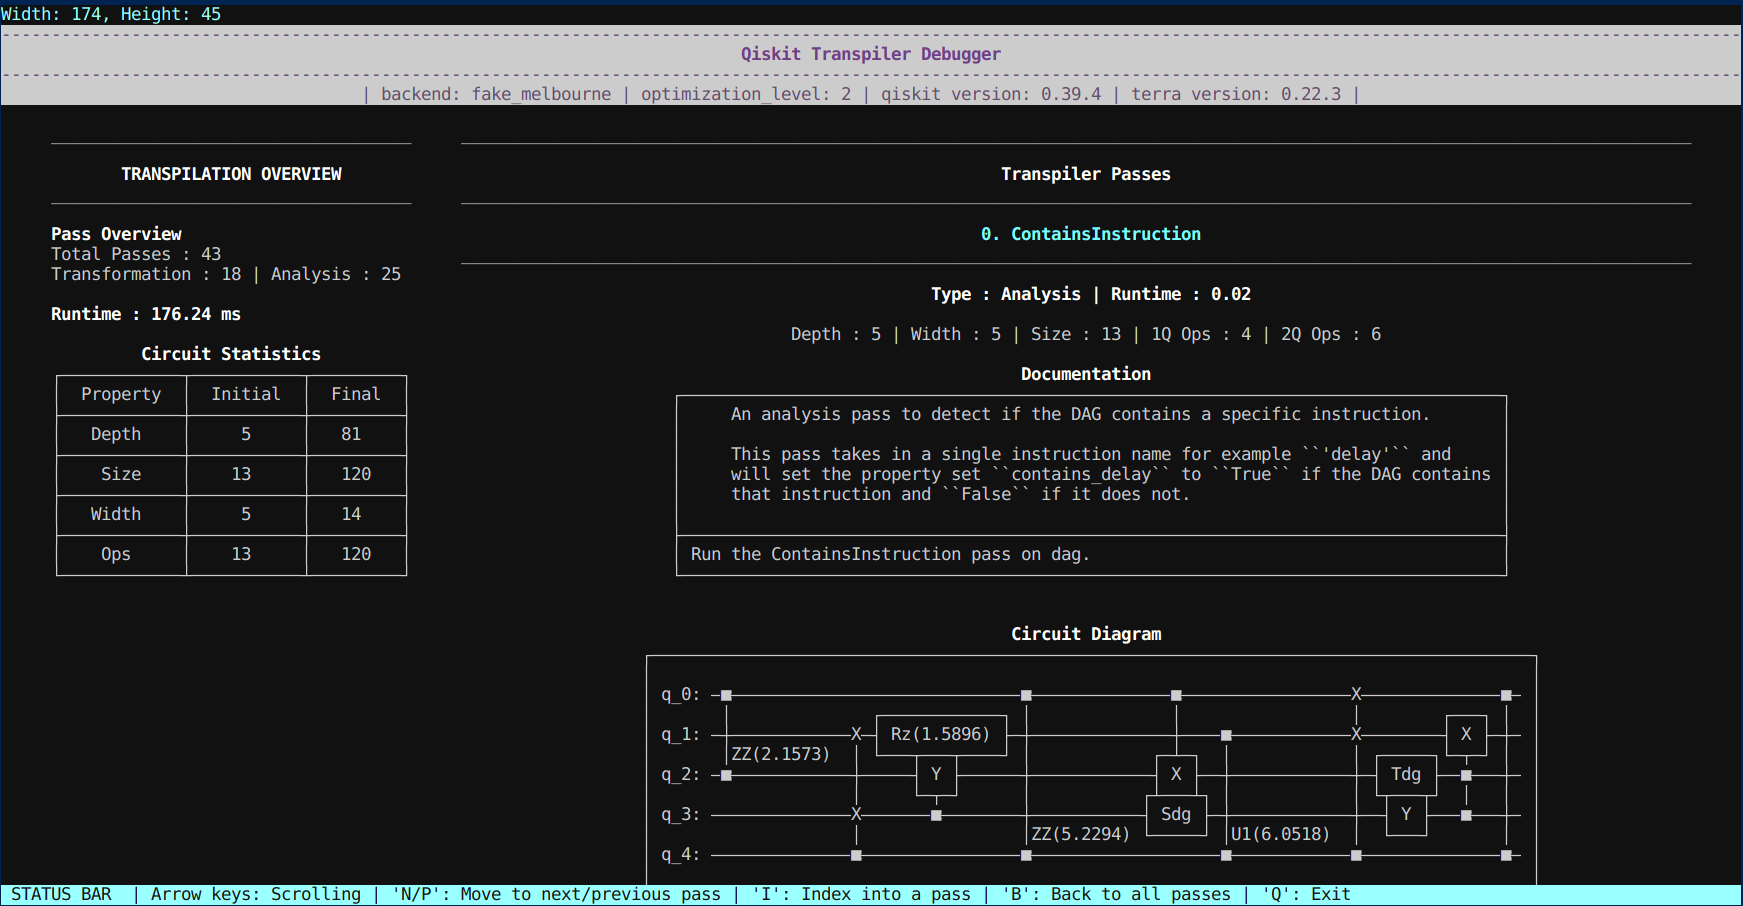 Width: 174, Height: 45
Qiskit Transpiler Debugger
| backend: fake_melbourne | optimization_level: 2 | qiskit version: 0.39.4 | terra version: 0.22.3 |
TRANSPILATION OVERVIEW
Pass Overview
Total Passes : 43
Transformation : 18 | Analysis : 25
Runtime : 176.24 ms
Circuit Statistics
Property Initial Final
Depth 5 81
Size 13 120
Width 5 14
Ops 13 120
Transpiler Passes
0. ContainsInstruction
Type : Analysis | Runtime : 0.02
Depth : 5 | Width : 5 | Size : 13 | 1Q Ops : 4 | 2Q Ops : 6
Documentation
An analysis pass to detect if the DAG contains a specific instruction.
This pass takes in a single instruction name for example ``'delay'`` and
will set the property set ``contains_delay`` to ``True`` if the DAG contains
that instruction and ``False`` if it does not.
Run the ContainsInstruction pass on dag.
Circuit Diagram
q_0: X
q_1: X Rz(1.5896) X X
ZZ(2.1573)
q_2: Y X Tdg
q_3: X Sdg Y
ZZ(5.2294) U1(6.0518)
q_4:
STATUS BAR | Arrow keys: Scrolling | 'N/P': Move to next/previous pass | 'I': Index into a pass | 'B': Back to all passes | 'Q': Exit